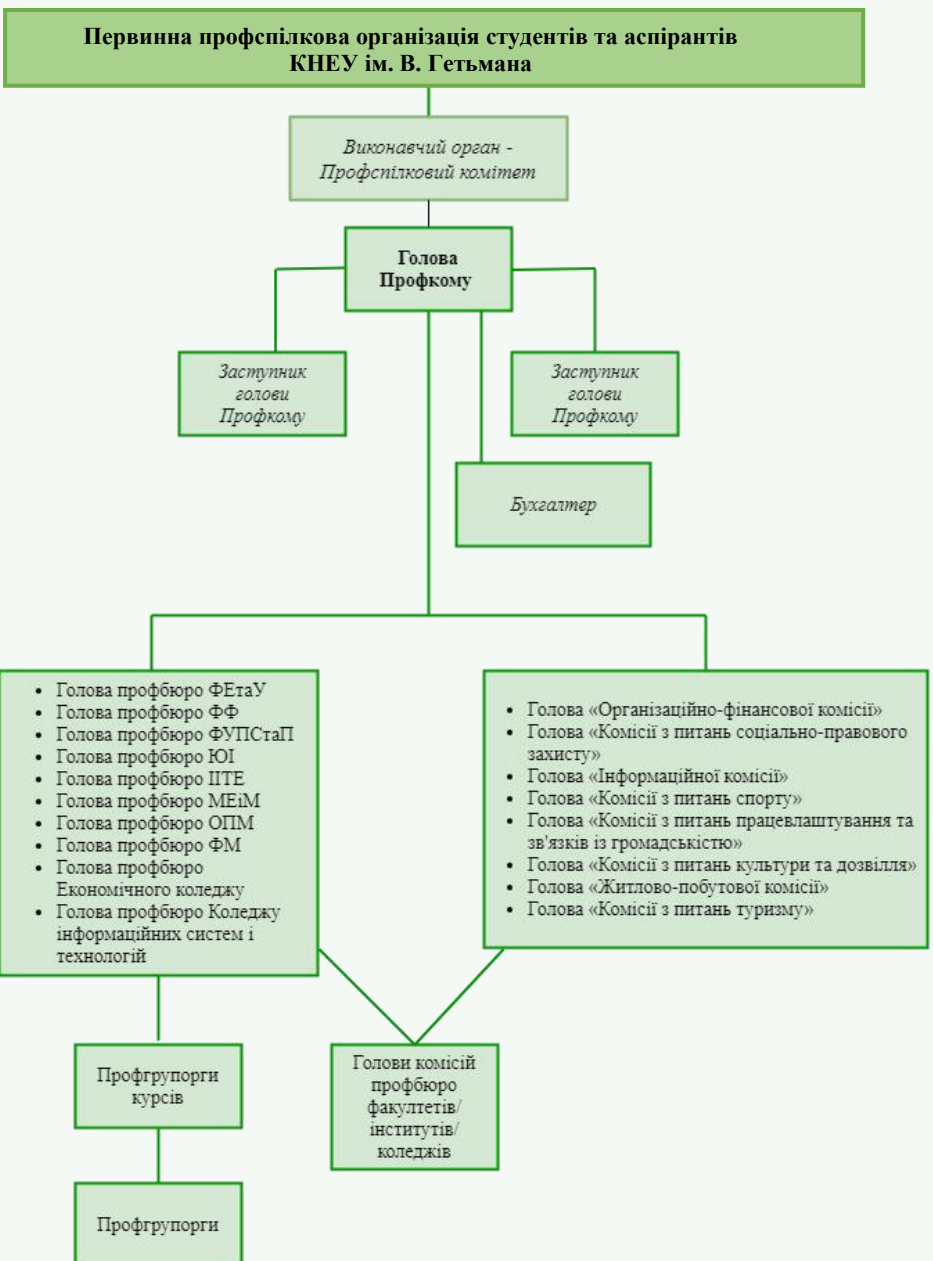 Первинна профспілкова організація студентів та аспірантів
КНЕУ ім. В. Гетьмана
Виконавчий орган -
Профспілковий комітет
Голова
Профкому
Заступник
голови
Профкому
Заступник
голови
Профкому
Бухгалтер
• Голова профбюро ФЕтаУ
• Голова профбюро ФФ
• Голова профбюро ФУПСтаП
• Голова профбюро ЮІ
• Голова профбюро ІІТЕ
• Голова профбюро МЕіМ
• Голова профбюро ОПМ
• Голова профбюро ФМ
• Голова профбюро
Економічного коледжу
• Голова профбюро Коледжу
інформаційних систем і
технологій
• Голова «Організаційно-фінансової комісії»
• Голова «Комісії з питань соціально-правового
захисту»
• Голова «Інформаційної комісії»
• Голова «Комісії з питань спорту»
• Голова «Комісії з питань працевлаштування та
зв'язків із громадськістю»
• Голова «Комісії з питань культури та дозвілля»
• Голова «Житлово-побутової комісії»
• Голова «Комісії з питань туризму»
Профгрупорги
курсів
Голови комісій
профбюро
факултетів/
інститутів/
коледжів
Профгрупорги